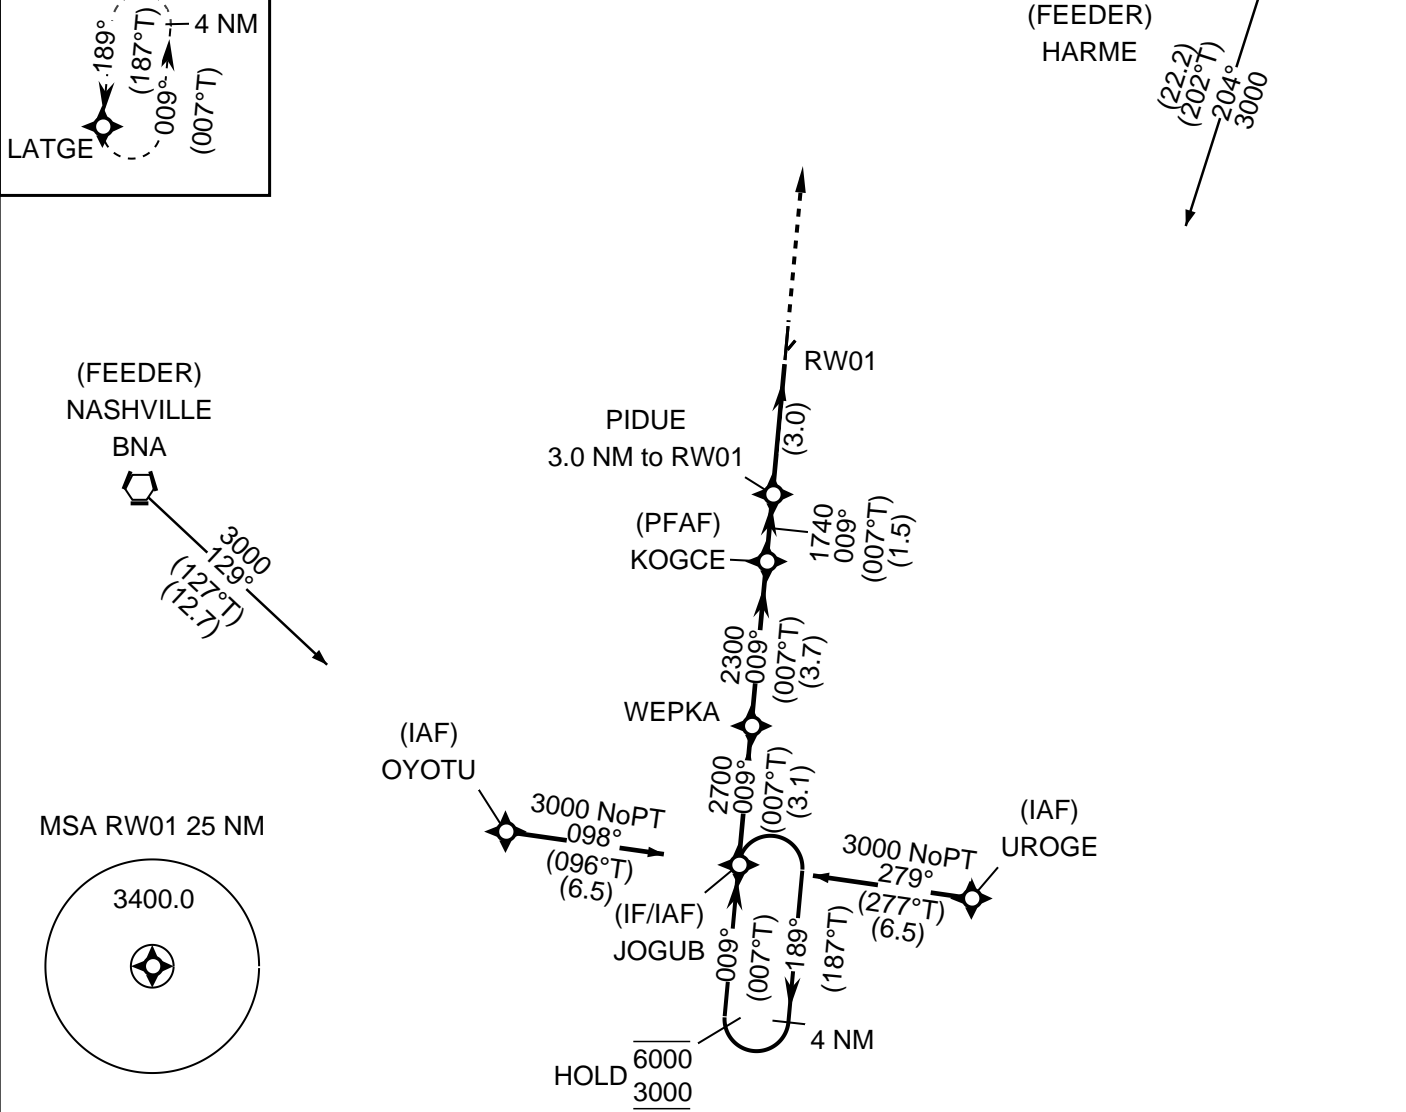 189°
(187°T)
4 NM
009°
(007°T)
LATGE
(FEEDER)
HARME
(22.2)
(202°T)
204°
3000
RW01
(FEEDER)
NASHVILLE
BNA
3000
129°
(127°T)
(12.7)
PIDUE
3.0 NM to RW01
(3.0)
(PFAF)
KOGCE
1740
009°
(007°T)
(1.5)
2300
009°
(007°T)
(3.7)
WEPKA
2700
009°
(007°T)
(3.1)
(IAF)
OYOTU
3000 NoPT
098°
(096°T)
(6.5)
(IAF)
UROGE
3000 NoPT
279°
(277°T)
(6.5)
(IF/IAF)
JOGUB
009°
(007°T)
189°
(187°T)
4 NM
HOLD
6000
3000
MSA RW01 25 NM
3400.0